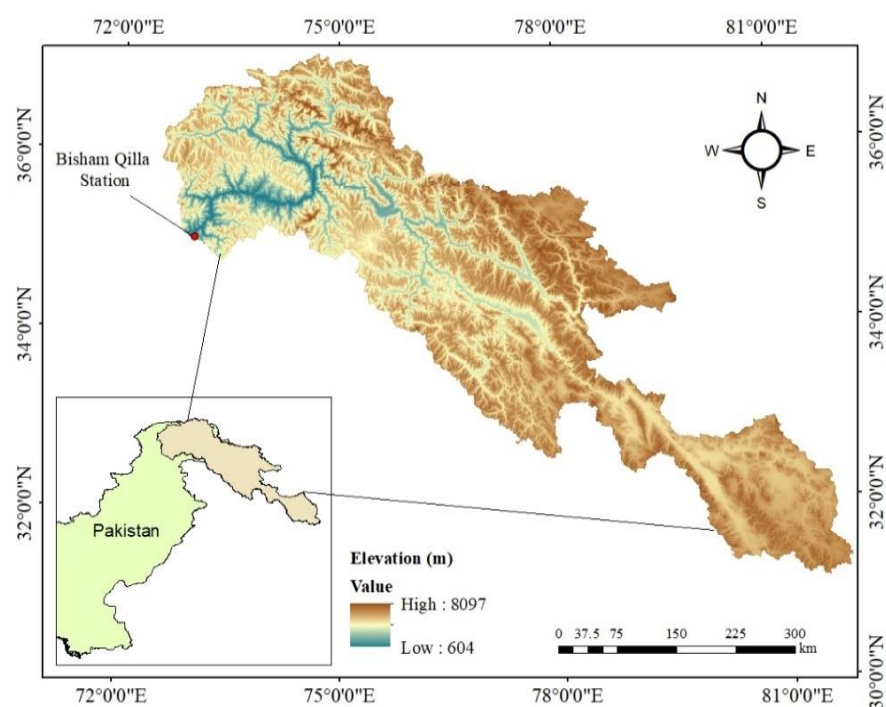 72°0'0"E 75°0'0"E 78°0'0"E 81°0'0"E
36°0'0"N
34°0'0"N
32°0'0"N
Bisham Qilla
Station
N
W E
S
36°0'0"N
34°0'0"N
32°0'0"N
30°0'0"N
Pakistan
Elevation (m)
Value
High : 8097
Low : 604
0 37.5 75 150 225 300
km
72°0'0"E 75°0'0"E 78°0'0"E 81°0'0"E